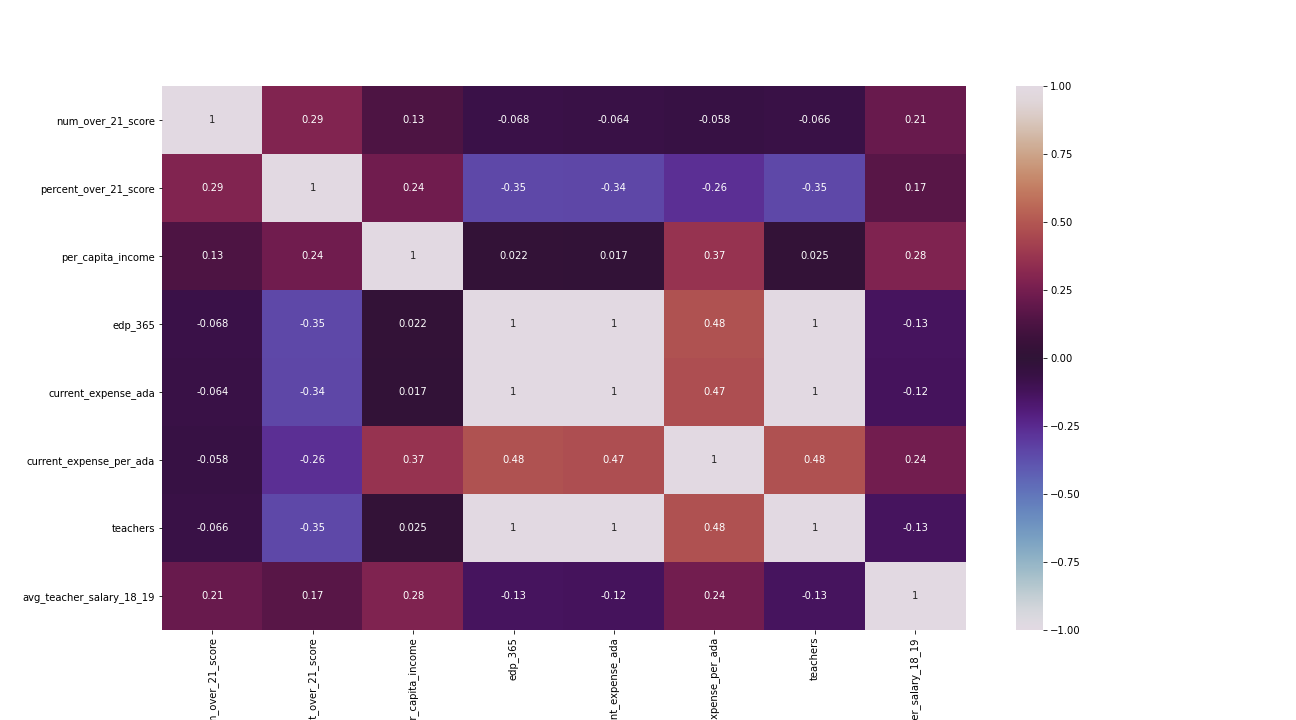 num_over_21_score 1 0.29 0.13 -0.068 -0.064 -0.058 -0.066 0.21
percent_over_21_score 0.29 1 0.24 -0.35 -0.34 -0.26 -0.35 0.17
per_capita_income 0.13 0.24 1 0.022 0.017 0.37 0.025 0.28
edp_365 -0.068 -0.35 0.022 1 1 0.48 1 -0.13
current_expense_ada -0.064 -0.34 0.017 1 1 0.47 1 -0.12
current_expense_per_ada -0.058 -0.26 0.37 0.48 0.47 1 0.48 0.24
teachers -0.066 -0.35 0.025 1 1 0.48 1 -0.13
avg_teacher_salary_18_19 0.21 0.17 0.28 -0.13 -0.12 0.24 -0.13 1
m_over_21_score
t_over_21_score
r_capita_income
edp_365
nt_expense_ada
xpense_per_ada
teachers
er_salary_18_19
1.00
0.75
0.50
0.25
0.00
−0.25
−0.50
−0.75
−1.00